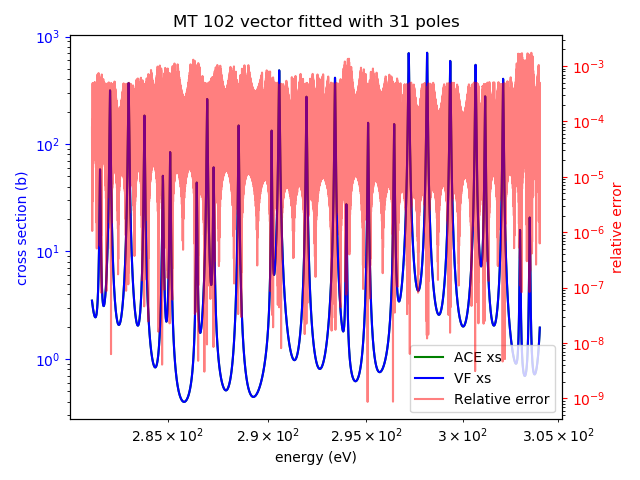 MT 102 vector fitted with 31 poles
10³
10²
10¹
10⁰
cross section (b)
10⁻³
10⁻⁴
10⁻⁵
10⁻⁶
10⁻⁷
10⁻⁸
10⁻⁹
relative error
ACE xs
VF xs
Relative error
2.85 × 10² 2.9 × 10² 2.95 × 10² 3 × 10² 3.05 × 10²
energy (eV)